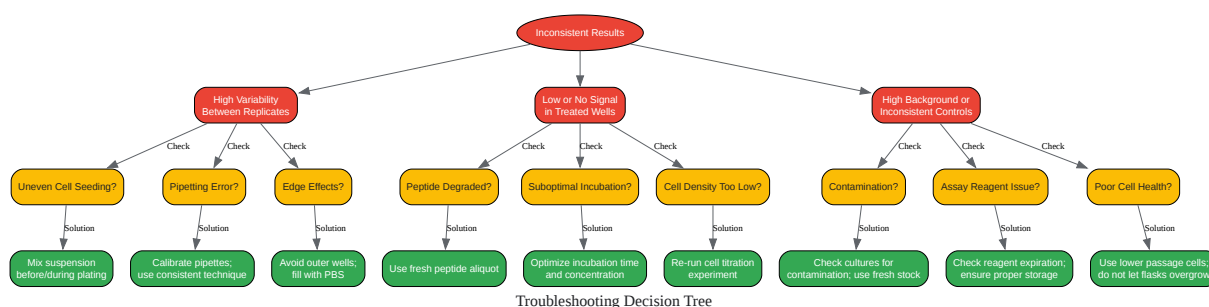 Inconsistent Results
High Variability
Between Replicates
Low or No Signal
in Treated Wells
High Background or
Inconsistent Controls
Check
Check
Check
Check
Check
Check
Check
Check
Check
Uneven Cell Seeding?
Pipetting Error?
Edge Effects?
Peptide Degraded?
Suboptimal Incubation?
Cell Density Too Low?
Contamination?
Assay Reagent Issue?
Poor Cell Health?
Solution
Solution
Solution
Solution
Solution
Solution
Solution
Solution
Solution
Mix suspension
before/during plating
Calibrate pipettes;
use consistent technique
Avoid outer wells;
fill with PBS
Use fresh peptide aliquot
Optimize incubation time
and concentration
Re-run cell titration
experiment
Check cultures for
contamination; use fresh stock
Check reagent expiration;
ensure proper storage
Use lower passage cells;
do not let flasks overgrow
Troubleshooting Decision Tree